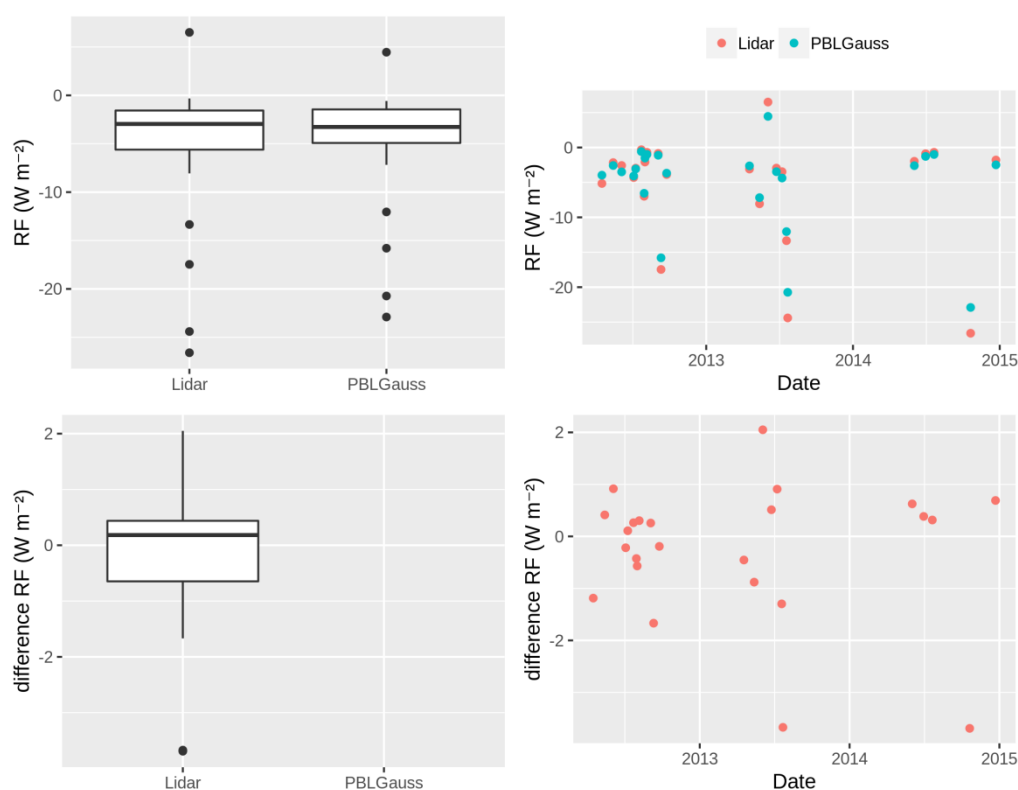 RF (W m⁻²)
0
-10
-20
Lidar PBLGauss
Lidar PBLGauss
RF (W m⁻²)
0
-10
-20
2013 2014 2015
Date
difference RF (W m⁻²)
2
0
-2
Lidar PBLGauss
difference RF (W m⁻²)
2
0
-2
2013 2014 2015
Date